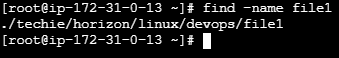 [root@ip-172-31-0-13 ~]# find -name file1
./techie/horizon/linux/devops/file1
[root@ip-172-31-0-13 ~]#